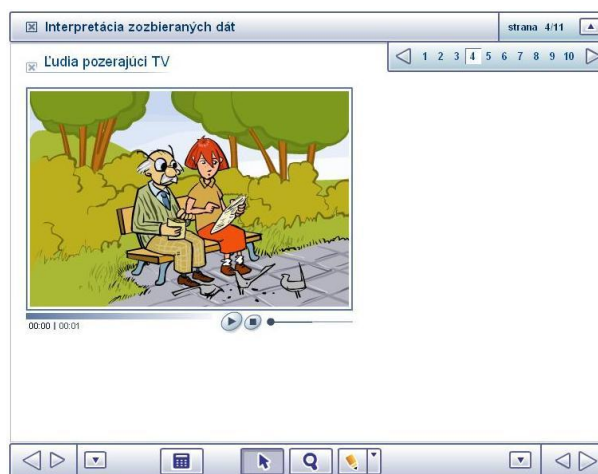 Interpretácia zozbieraných dát
strana 4/11
1 2 3 4 5 6 7 8 9 10
Ľudia pozerajúci TV
00:00 | 00:01